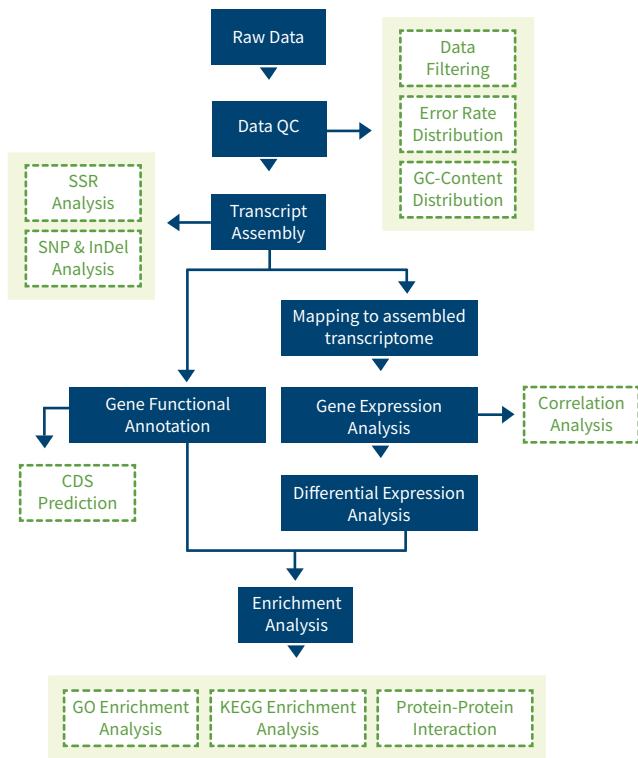 Raw Data
Data
Filtering
Data QC
Error Rate
Distribution
GC-Content
Distribution
SSR
Analysis
SNP & InDel
Analysis
Transcript
Assembly
Mapping to assembled
transcriptome
Gene Functional
Annotation
Gene Expression
Analysis
Correlation
Analysis
CDS
Prediction
Differential Expression
Analysis
Enrichment
Analysis
GO Enrichment
Analysis
KEGG Enrichment
Analysis
Protein-Protein
Interaction